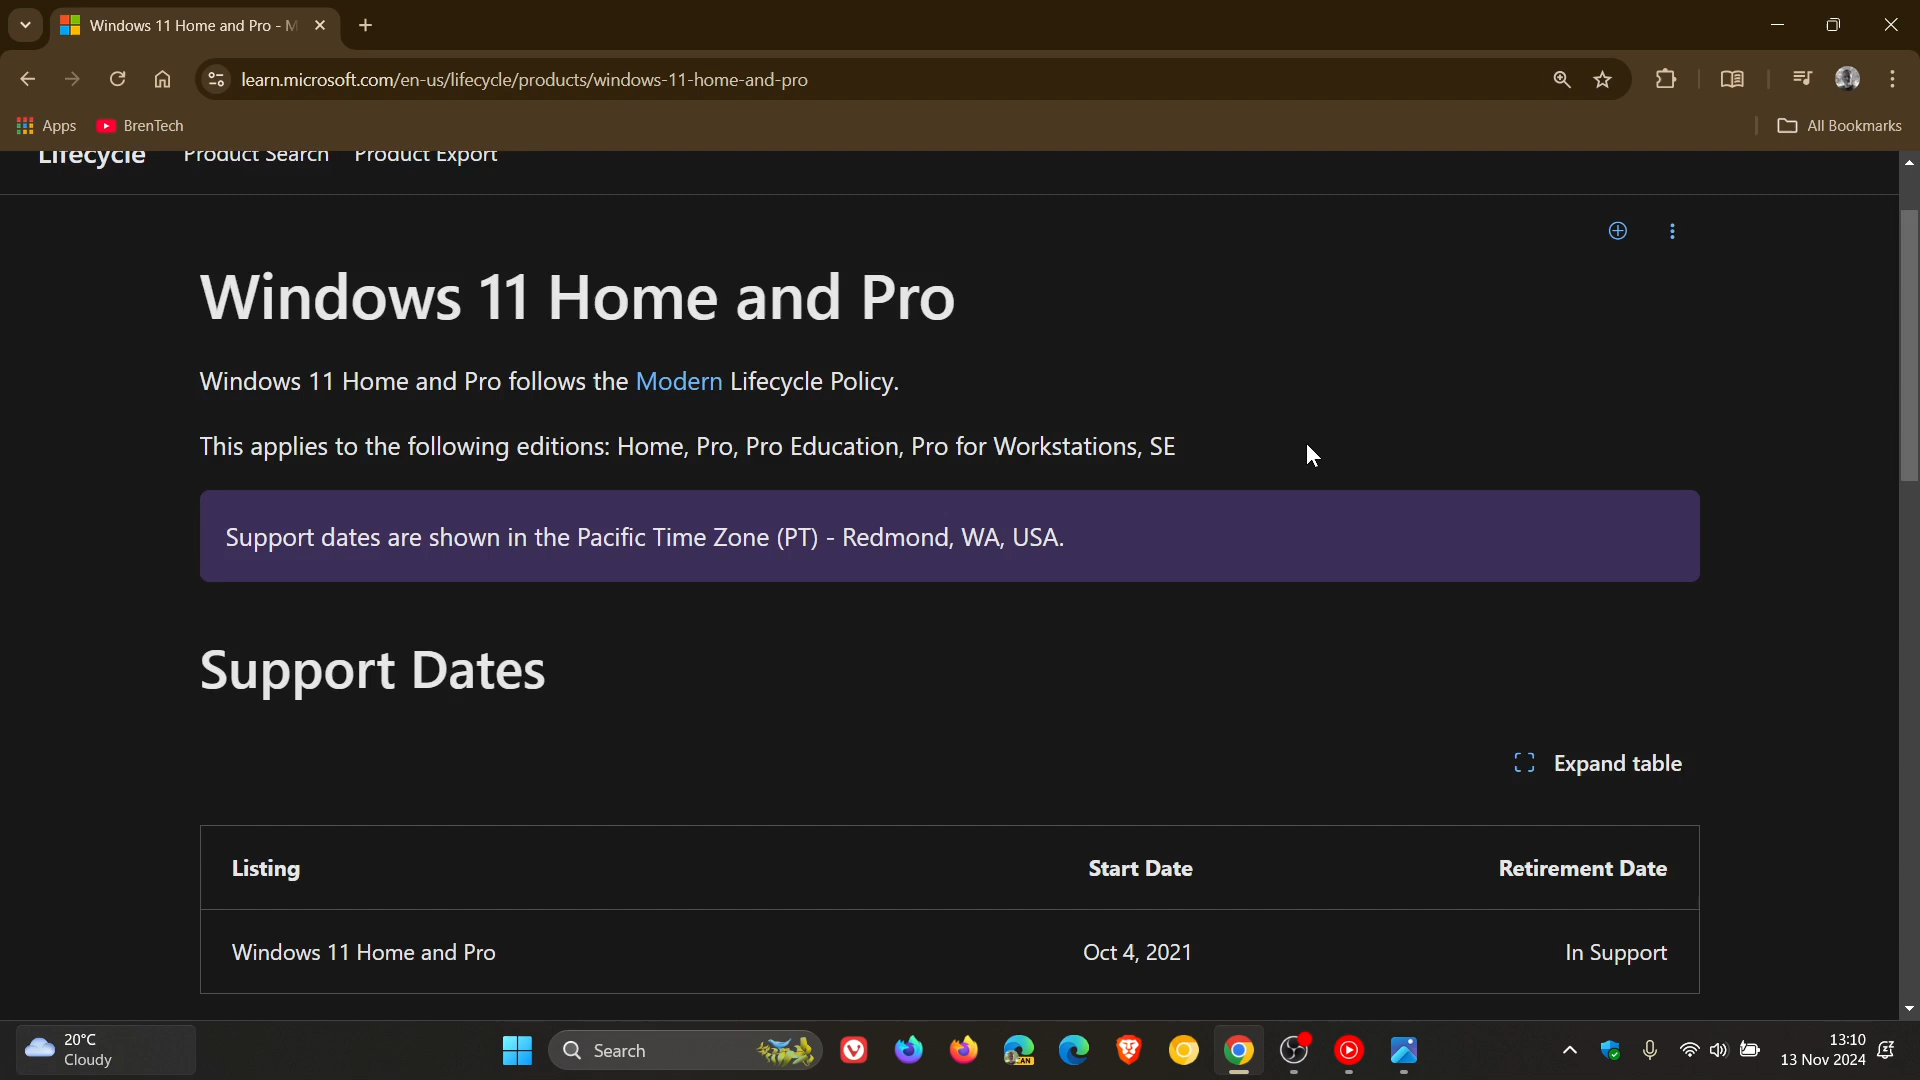 Windows 11 Home and Pro - M
learn.microsoft.com/en-us/lifecycle/products/windows-11-home-and-pro
Apps BrenTech All Bookmarks
Lifecycle Product Search Product Export
Windows 11 Home and Pro
Windows 11 Home and Pro follows the Modern Lifecycle Policy.
This applies to the following editions: Home, Pro, Pro Education, Pro for Workstations, SE
Support dates are shown in the Pacific Time Zone (PT) - Redmond, WA, USA.
Support Dates
Expand table
Listing Start Date Retirement Date
Windows 11 Home and Pro Oct 4, 2021 In Support
20°C
Cloudy
Search
CAN
13:10
13 Nov 2024